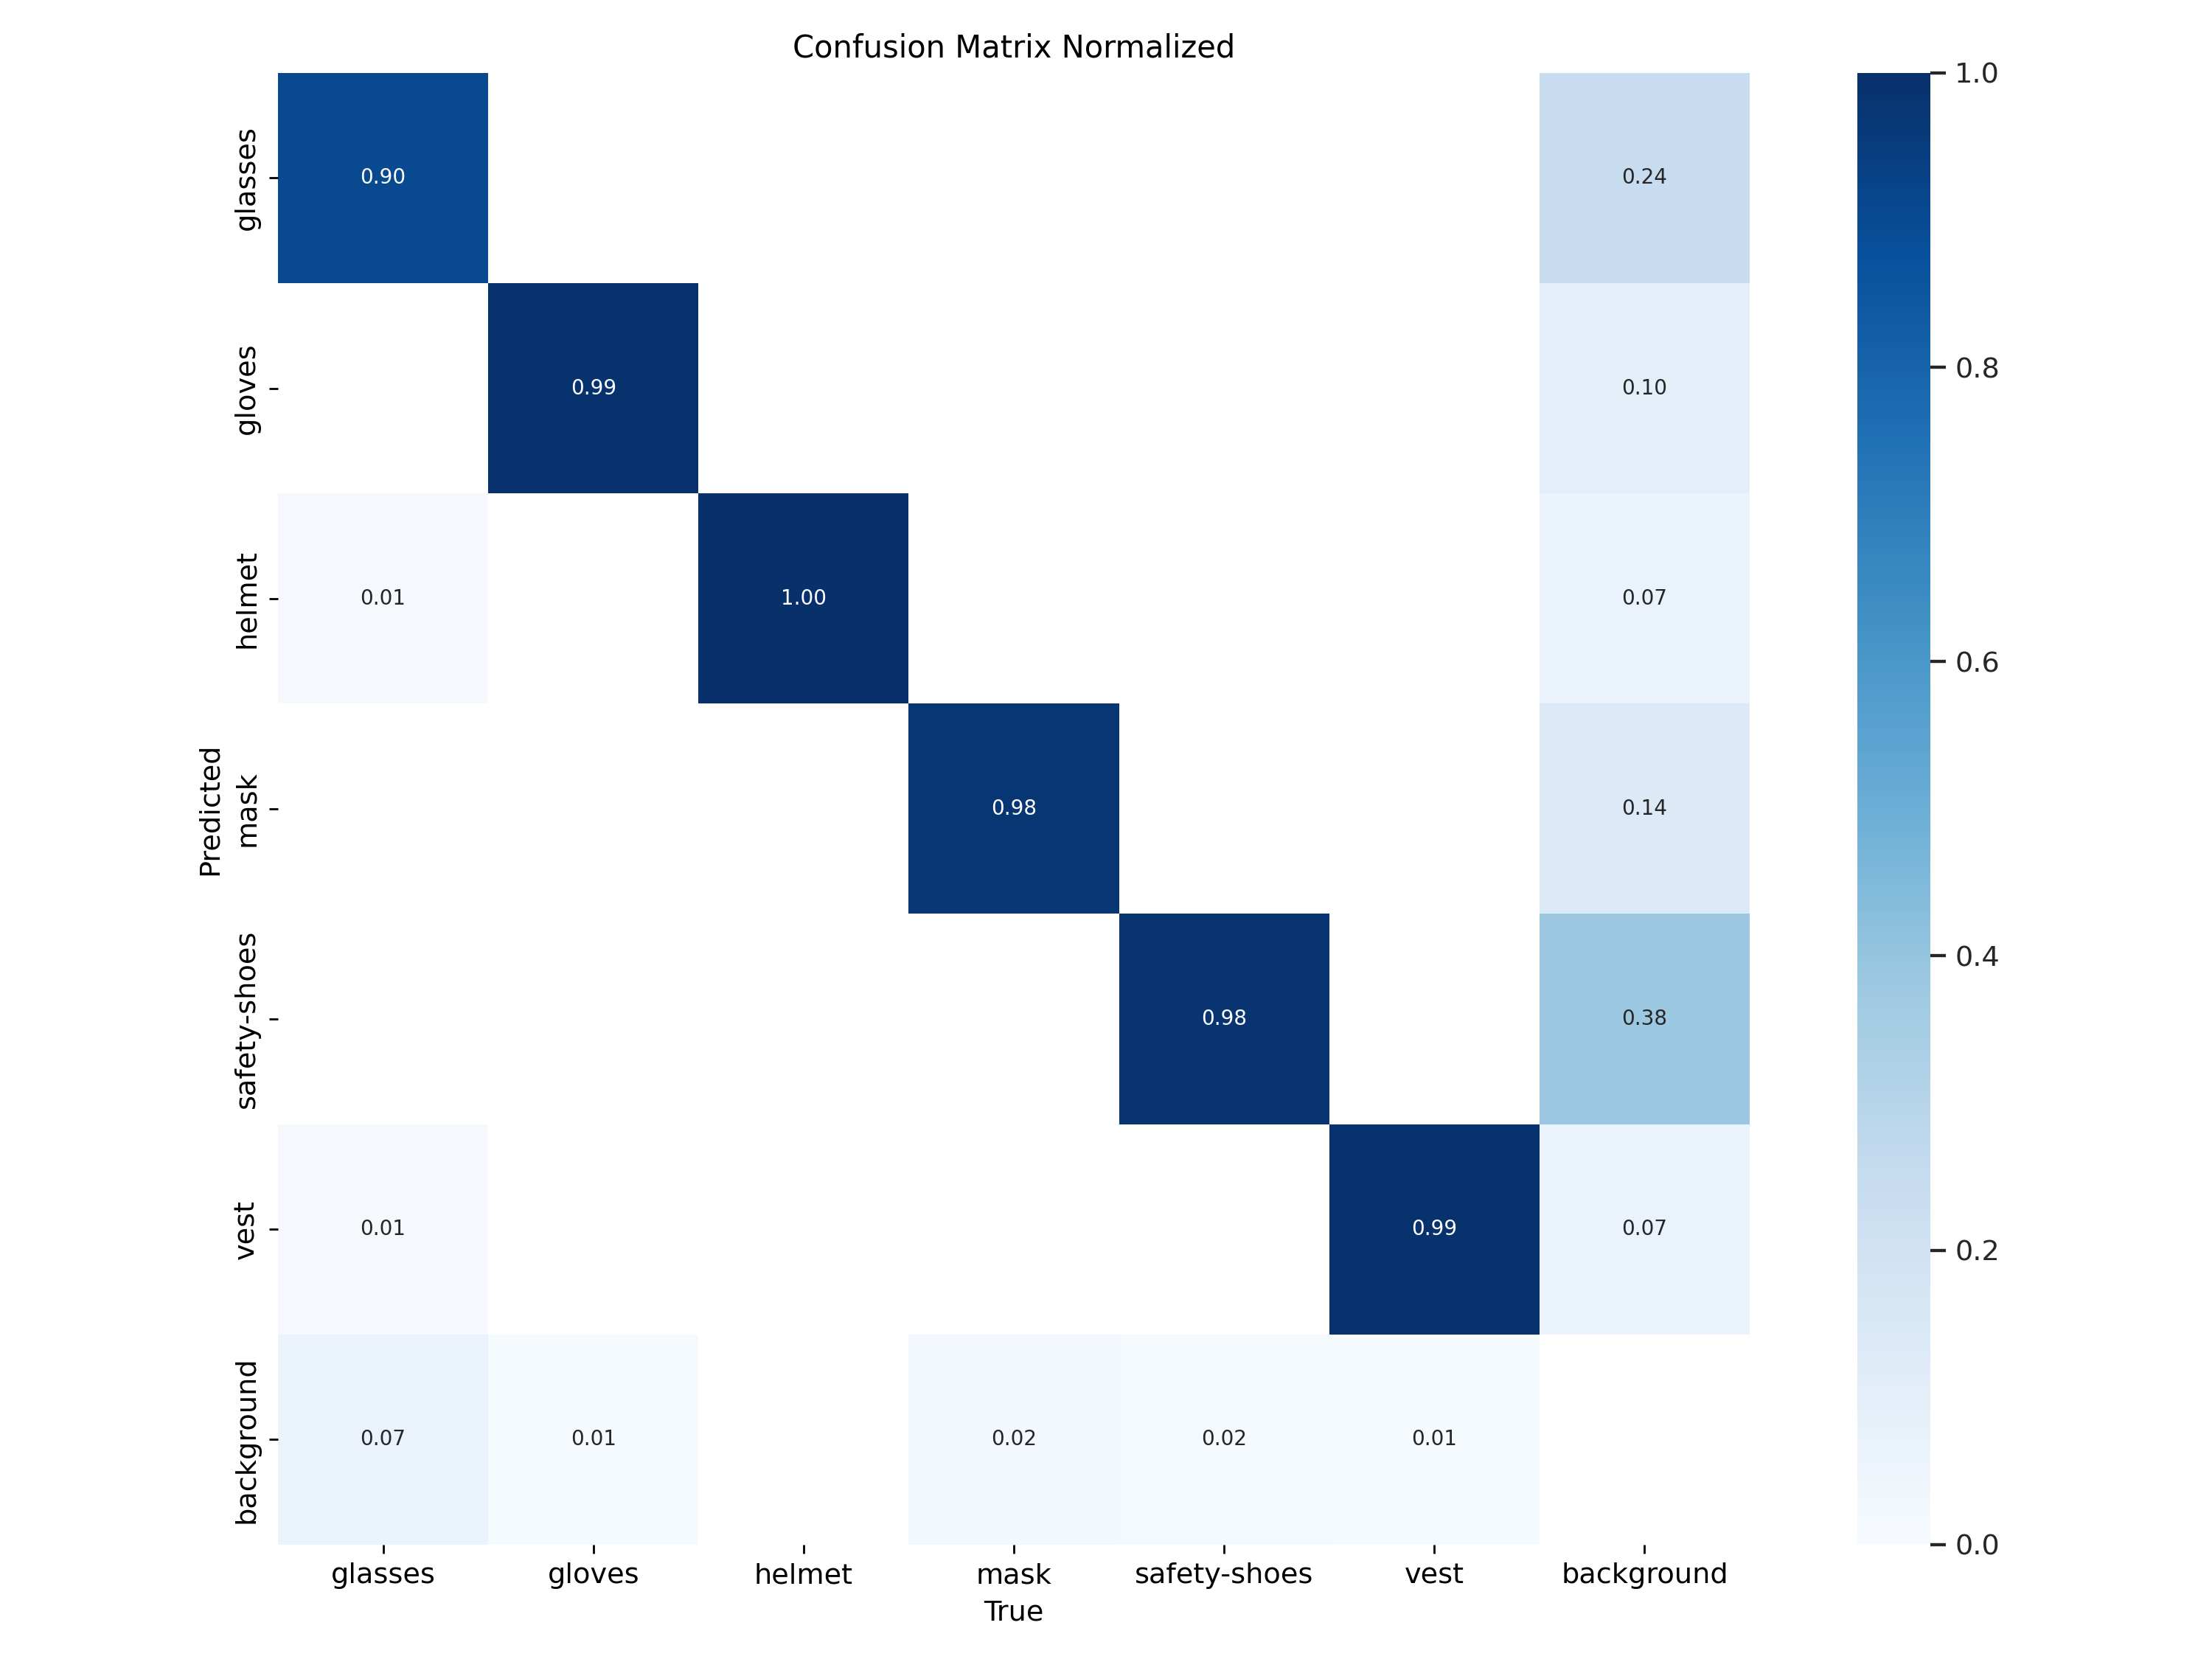 Confusion Matrix Normalized
glasses
0.90
0.24
1.0
gloves
0.99
0.10
0.8
helmet
0.01
1.00
0.07
0.6
Predicted
mask
0.98
0.14
safety-shoes
0.98
0.38
0.4
vest
0.01
0.99
0.07
0.2
background
0.07
0.01
0.02
0.02
0.01
0.0
glasses gloves helmet mask safety-shoes vest background
True